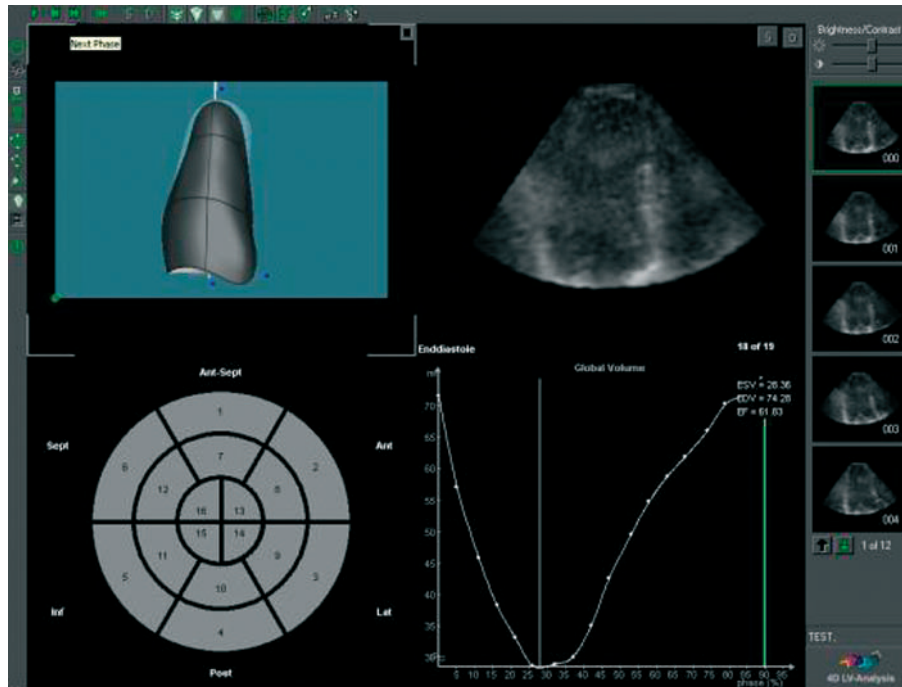 Next Phase
Brightness/Contrast
000
001
002
003
004
1 of 12
TEST.
4D LV-Analysis
Ant-Sept
Sept
Ant
Inf
Lat
Post
1
2
3
4
5
6
7
8
9
10
11
12
13
14
15
16
Enddiastole
18 of 19
Global Volume
ml
ESV = 28.36
EDV = 74.28
EF = 61.83
70
65
60
55
50
45
40
35
30
5 10 15 20 25 30 35 40 45 50 55 60 65 70 75 80 85 90 95
phase (%)